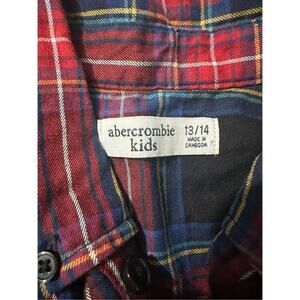 abercrombie
kids
13/14
MADE IN
CAMBODIA